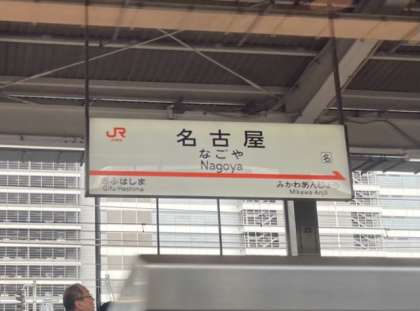 JR
名古屋
名
なごや
Nagoya
ぎふはしま
みかわあんじょう
Gifu-Hashima
Mikawa-Anjō